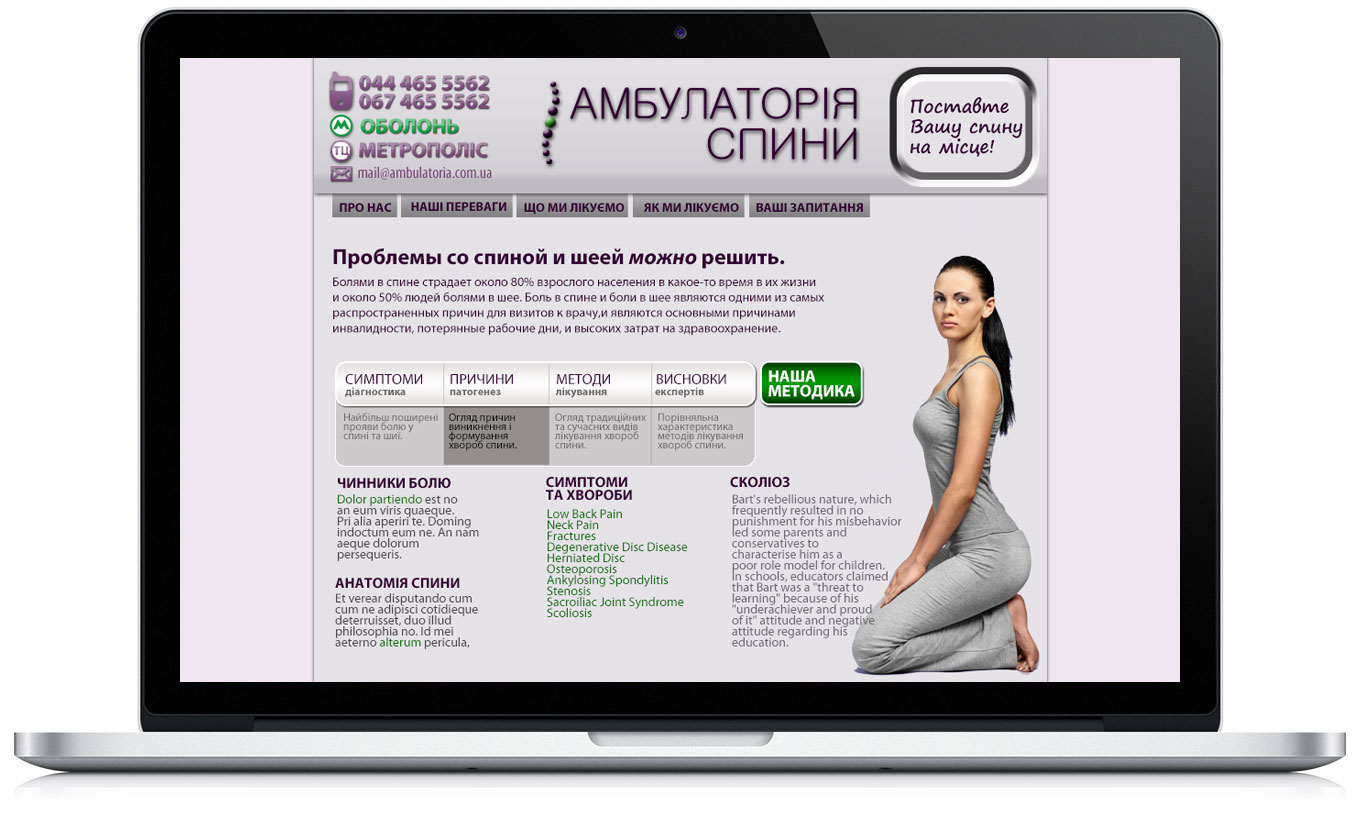 044 465 5562
067 465 5562
М ОБОЛОНЬ
ТЦ МЕТРОПОЛІС
mail@ambulatoria.com.ua
АМБУЛАТОРІЯ
СПИНИ
Поставте
Вашу спину
на місце!
ПРО НАС
НАШІ ПЕРЕВАГИ
ЩО МИ ЛІКУЄМО
ЯК МИ ЛІКУЄМО
ВАШІ ЗАПИТАННЯ
Проблемы со спиной и шеей можно решить.
Болями в спине страдает около 80% взрослого населения в какое-то время в их жизни
и около 50% людей болями в шее. Боль в спине и боли в шее являются одними из самых
распространенных причин для визитов к врачу,и являются основными причинами
инвалидности, потерянные рабочие дни, и высоких затрат на здравоохранение.
СИМПТОМИ
діагностика
Найбільш поширені
прояви болю у
спині та шиї.
ПРИЧИНИ
патогенез
Огляд причин
виникнення і
формування
хвороб спини.
МЕТОДИ
лікування
Огляд традиційних
та сучасних видів
лікування хвороб
спини.
ВИСНОВКИ
експертів
Порівняльна
характеристика
методів лікування
хвороб спини.
НАША
МЕТОДИКА
ЧИННИКИ БОЛЮ
Dolor partiendo est no
an eum viris quaeque.
Pri alia aperiri te. Doming
indoctum eum ne. An nam
aeque dolorum
persequeris.
АНАТОМІЯ СПИНИ
Et verear disputando cum
cum ne adipisci cotidieque
deterruisset, duo illud
philosophia no. Id mei
aeterno alterum pericula,
СИМПТОМИ
ТА ХВОРОБИ
Low Back Pain
Neck Pain
Fractures
Degenerative Disc Disease
Herniated Disc
Osteoporosis
Ankylosing Spondylitis
Stenosis
Sacroiliac Joint Syndrome
Scoliosis
СКОЛІОЗ
Bart's rebellious nature, which
frequently resulted in no
punishment for his misbehavior
led some parents and
conservatives to
characterise him as a
poor role model for children.
In schools, educators claimed
that Bart was a "threat to
learning" because of his
"underachiever and proud
of it" attitude and negative
attitude regarding his
education.